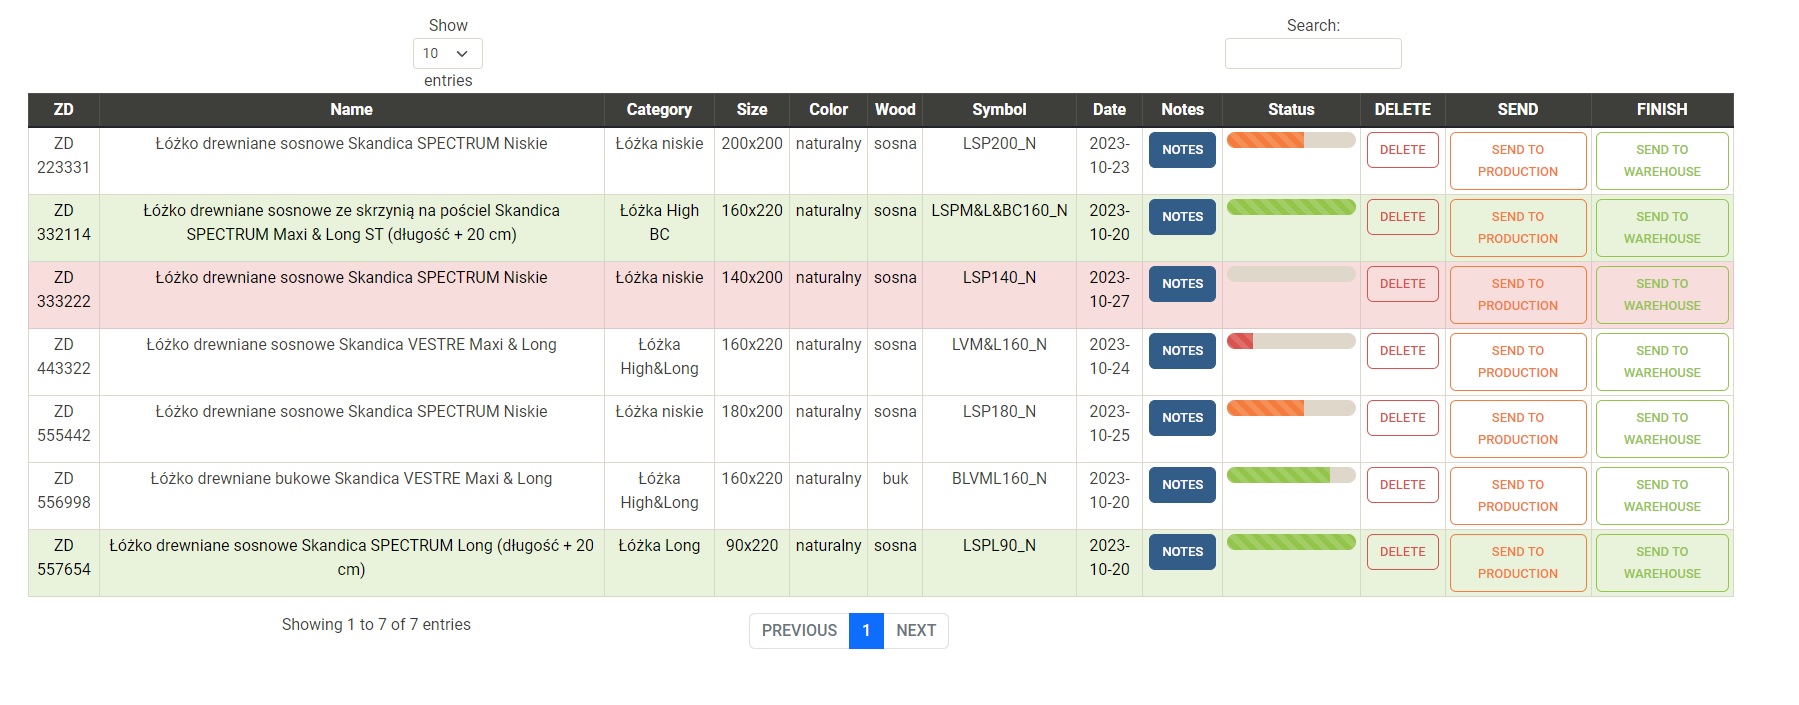 Show
10
entries
Search:
ZD Name Category Size Color Wood Symbol Date Notes Status DELETE SEND FINISH
ZD Łóżko drewniane sosnowe Skandica SPECTRUM Niskie Łóżka niskie 200x200 naturalny sosna LSP200_N 2023- NOTES DELETE SEND TO SEND TO
223331 10-23 PRODUCTION WAREHOUSE
ZD Łóżko drewniane sosnowe ze skrzynią na pościel Skandica Łóżka High 160x220 naturalny sosna LSPM&L&BC160_N 2023- NOTES DELETE SEND TO SEND TO
332114 SPECTRUM Maxi & Long ST (długość + 20 cm) BC 10-20 PRODUCTION WAREHOUSE
ZD Łóżko drewniane sosnowe Skandica SPECTRUM Niskie Łóżka niskie 140x200 naturalny sosna LSP140_N 2023- NOTES DELETE SEND TO SEND TO
333222 10-27 PRODUCTION WAREHOUSE
ZD Łóżko drewniane sosnowe Skandica VESTRE Maxi & Long Łóżka 160x220 naturalny sosna LVM&L160_N 2023- NOTES DELETE SEND TO SEND TO
443322 High&Long 10-24 PRODUCTION WAREHOUSE
ZD Łóżko drewniane sosnowe Skandica SPECTRUM Niskie Łóżka niskie 180x200 naturalny sosna LSP180_N 2023- NOTES DELETE SEND TO SEND TO
555442 10-25 PRODUCTION WAREHOUSE
ZD Łóżko drewniane bukowe Skandica VESTRE Maxi & Long Łóżka 160x220 naturalny buk BLVML160_N 2023- NOTES DELETE SEND TO SEND TO
556998 High&Long 10-20 PRODUCTION WAREHOUSE
ZD Łóżko drewniane sosnowe Skandica SPECTRUM Long (długość + 20 Łóżka Long 90x220 naturalny sosna LSPL90_N 2023- NOTES DELETE SEND TO SEND TO
557654 cm) 10-20 PRODUCTION WAREHOUSE
Showing 1 to 7 of 7 entries
PREVIOUS 1 NEXT